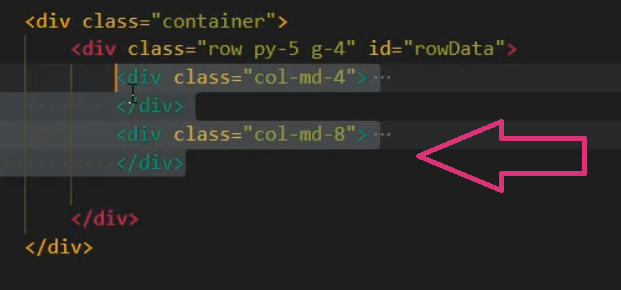 <div class="container">
<div class="row py-5 g-4" id="rowData">
<div class="col-md-4">···
</div>
<div class="col-md-8">···
</div>
</div>
</div>